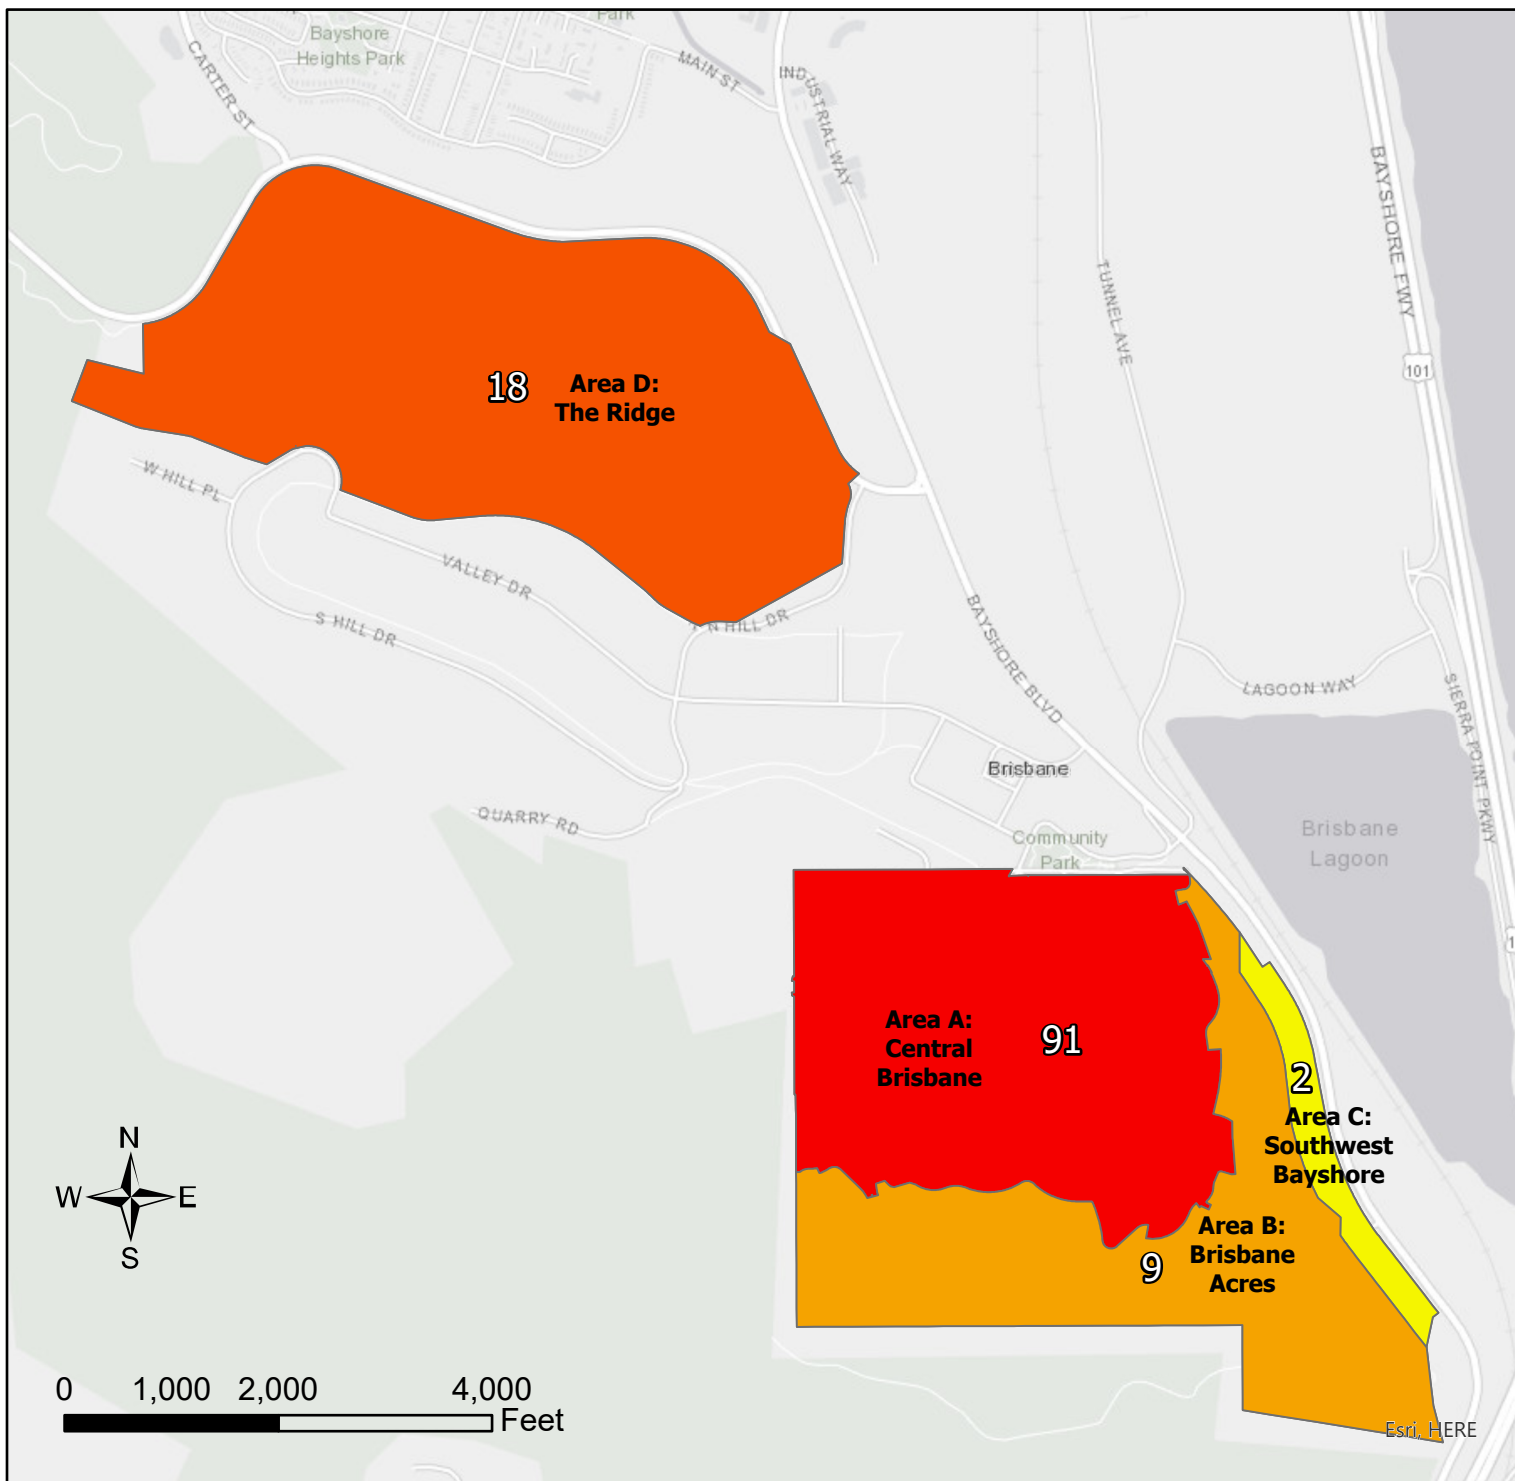 Park
Bayshore
Heights Park
CARTER ST
MAIN ST
INDUSTRIAL WAY
BAYSHORE FWY
TUNNEL AVE
101
18
Area D:
The Ridge
W HILL PL
VALLEY DR
S HILL DR
N HILL DR
BAYSHORE BLVD
LAGOON WAY
SIERRA POINT PKWY
Brisbane
QUARRY RD
Community
Park
Brisbane
Lagoon
1
Area A:
Central
Brisbane
91
2
Area C:
Southwest
Bayshore
Area B:
Brisbane
Acres
9
N
W E
S
0 1,000 2,000 4,000
Feet
Esri, HERE